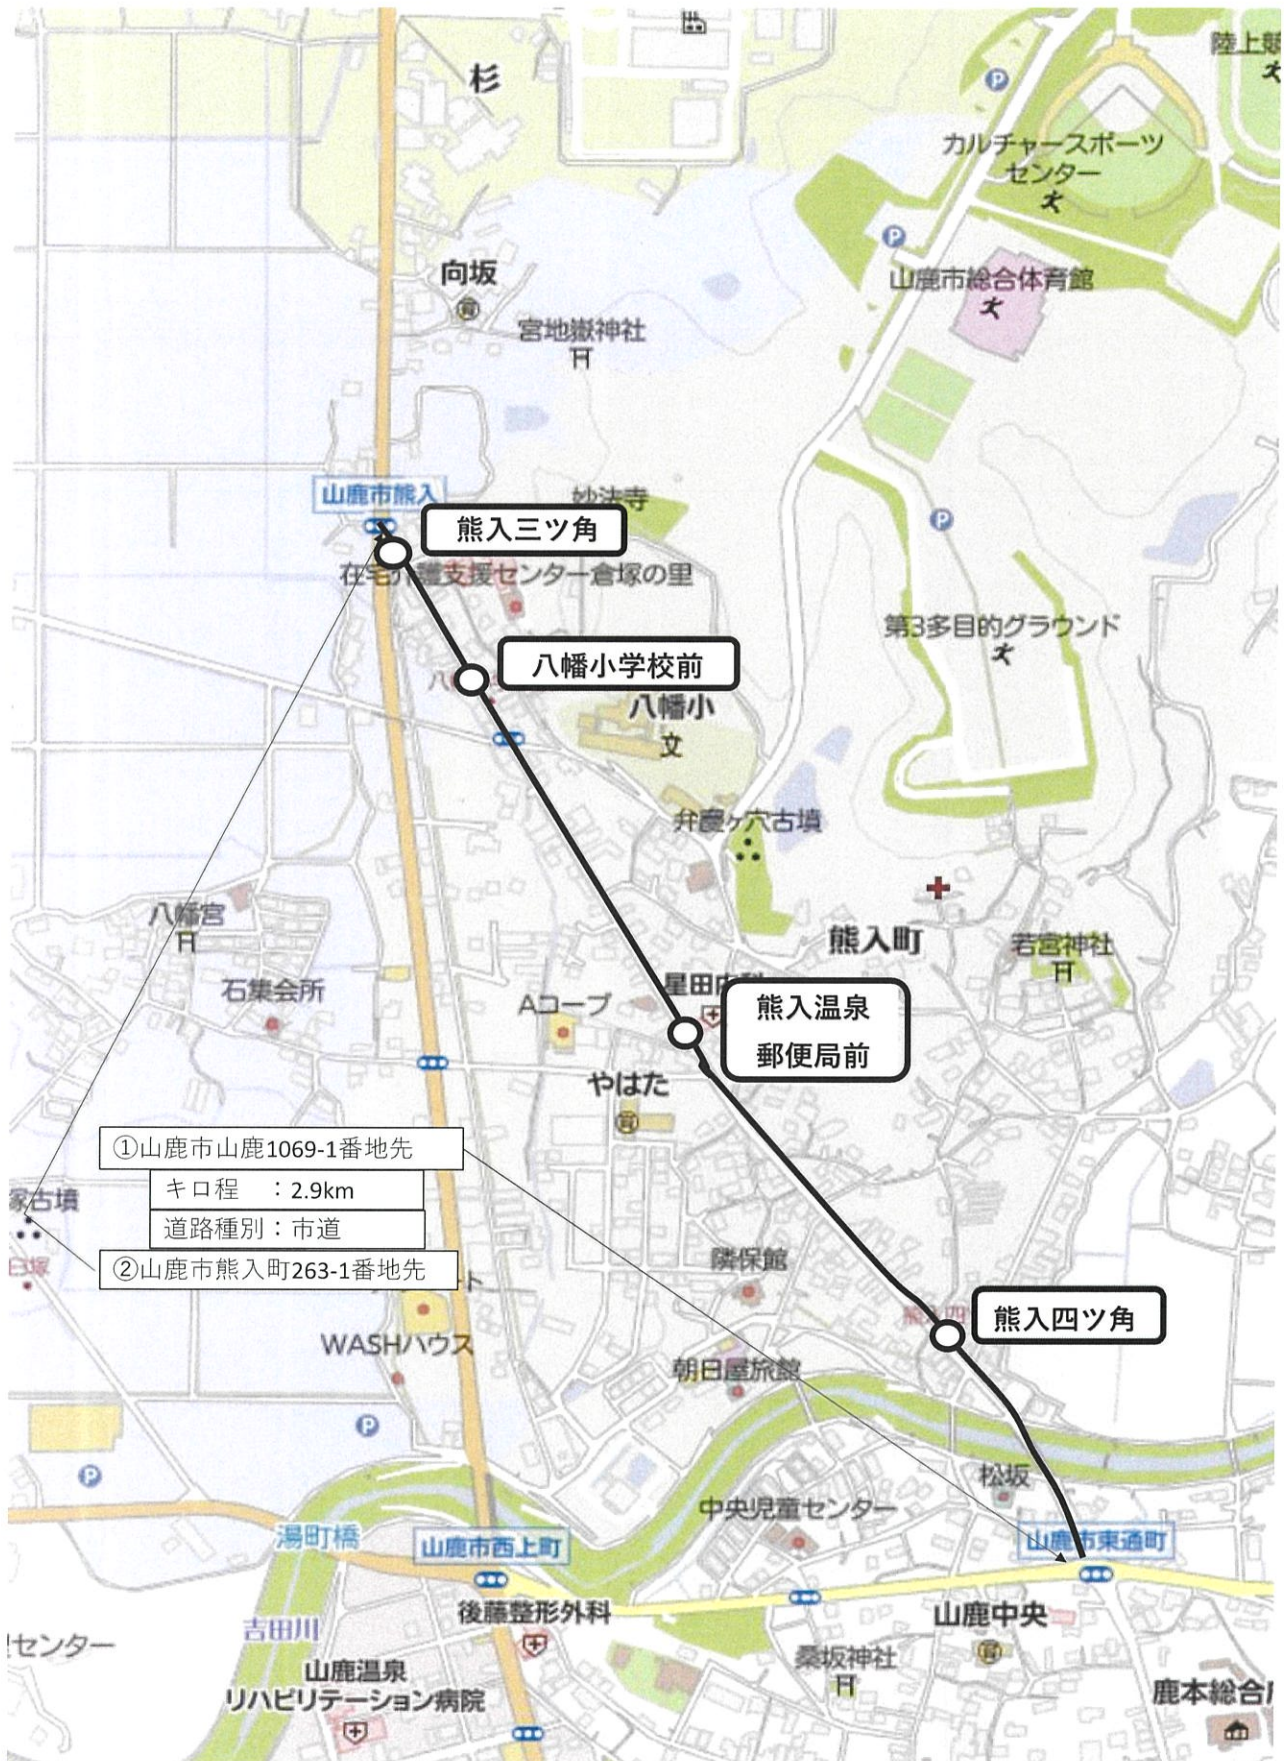 杉
陸上競
カルチャースポーツ
センター
山鹿市総合体育館
向坂
宮地嶽神社
山鹿市熊入
妙法寺
熊入三ツ角
在宅介護支援センター倉塚の里
第3多目的グラウンド
八幡小学校前
八幡小
文
弁慶ヶ穴古墳
八幡宮
熊入町
若宮神社
石集会所
星田内科
Aコープ
熊入温泉
郵便局前
やはた
①山鹿市山鹿1069-1番地先
キロ程 :2.9km
道路種別:市道
②山鹿市熊入町263-1番地先
塚古墳
隣保館
熊入四ツ角
WASHハウス
朝日屋旅館
松坂
中央児童センター
湯町橋
山鹿市西上町
山鹿市東通町
後藤整形外科
山鹿中央
吉田川
センター
山鹿温泉
リハビリテーション病院
桑坂神社
鹿本総合